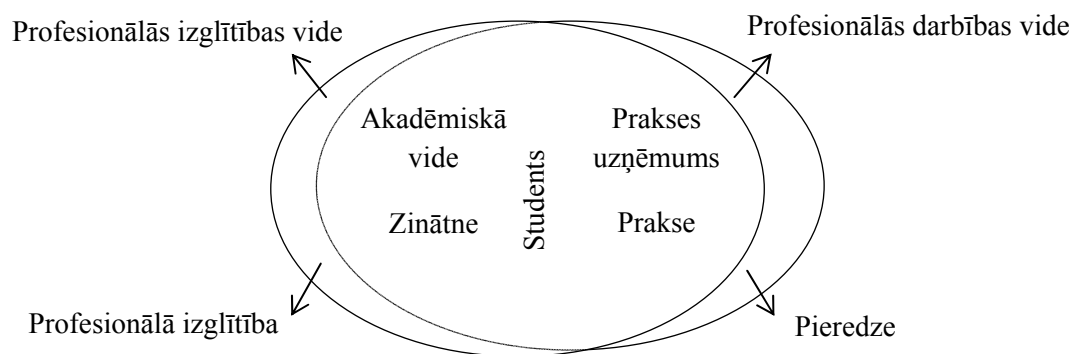 Profesionālās izglītības vide
Profesionālās darbības vide
Akadēmiskā
vide
Zinātne
Students
Prakses
uzņēmums
Prakse
Profesionālā izglītība
Pieredze